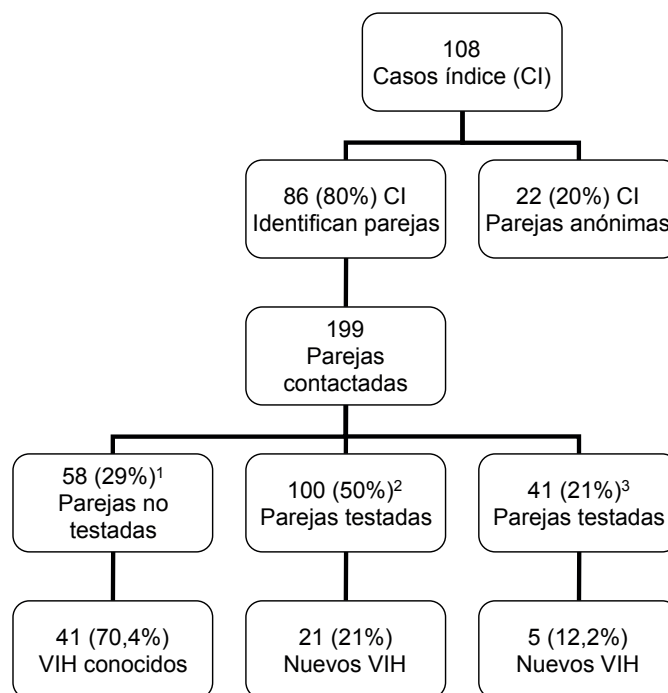 108
Casos índice (CI)
86 (80%) CI
Identifican parejas
22 (20%) CI
Parejas anónimas
199
Parejas
contactadas
58 (29%)¹
Parejas no
testadas
100 (50%)²
Parejas testadas
41 (21%)³
Parejas testadas
41 (70,4%)
VIH conocidos
21 (21%)
Nuevos VIH
5 (12,2%)
Nuevos VIH